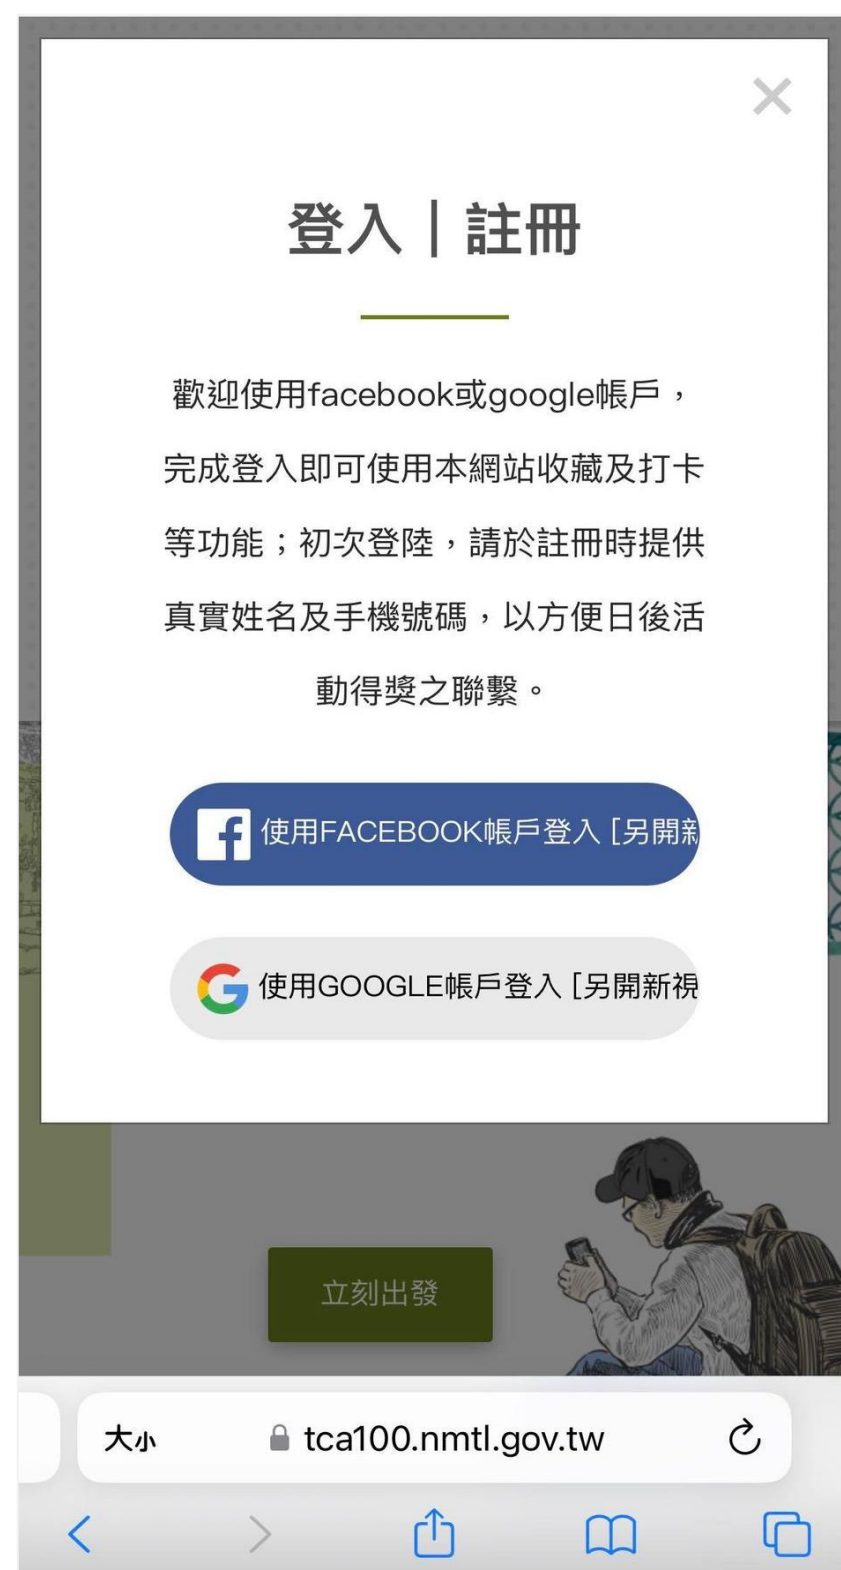 登入｜註冊
歡迎使用facebook或google帳戶，
完成登入即可使用本網站收藏及打卡
等功能；初次登陸，請於註冊時提供
真實姓名及手機號碼，以方便日後活
動得獎之聯繫。
使用FACEBOOK帳戶登入 [另開新
使用GOOGLE帳戶登入 [另開新視
立刻出發
大小 tca100.nmtl.gov.tw